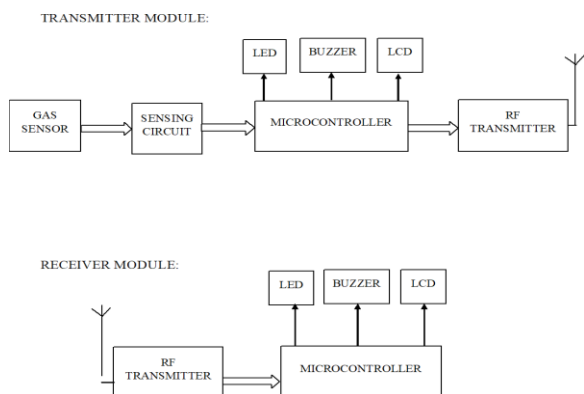 TRANSMITTER MODULE:
LED
BUZZER
LCD
GAS
SENSOR
SENSING
CIRCUIT
MICROCONTROLLER
RF
TRANSMITTER
RECEIVER MODULE:
LED
BUZZER
LCD
RF
TRANSMITTER
MICROCONTROLLER